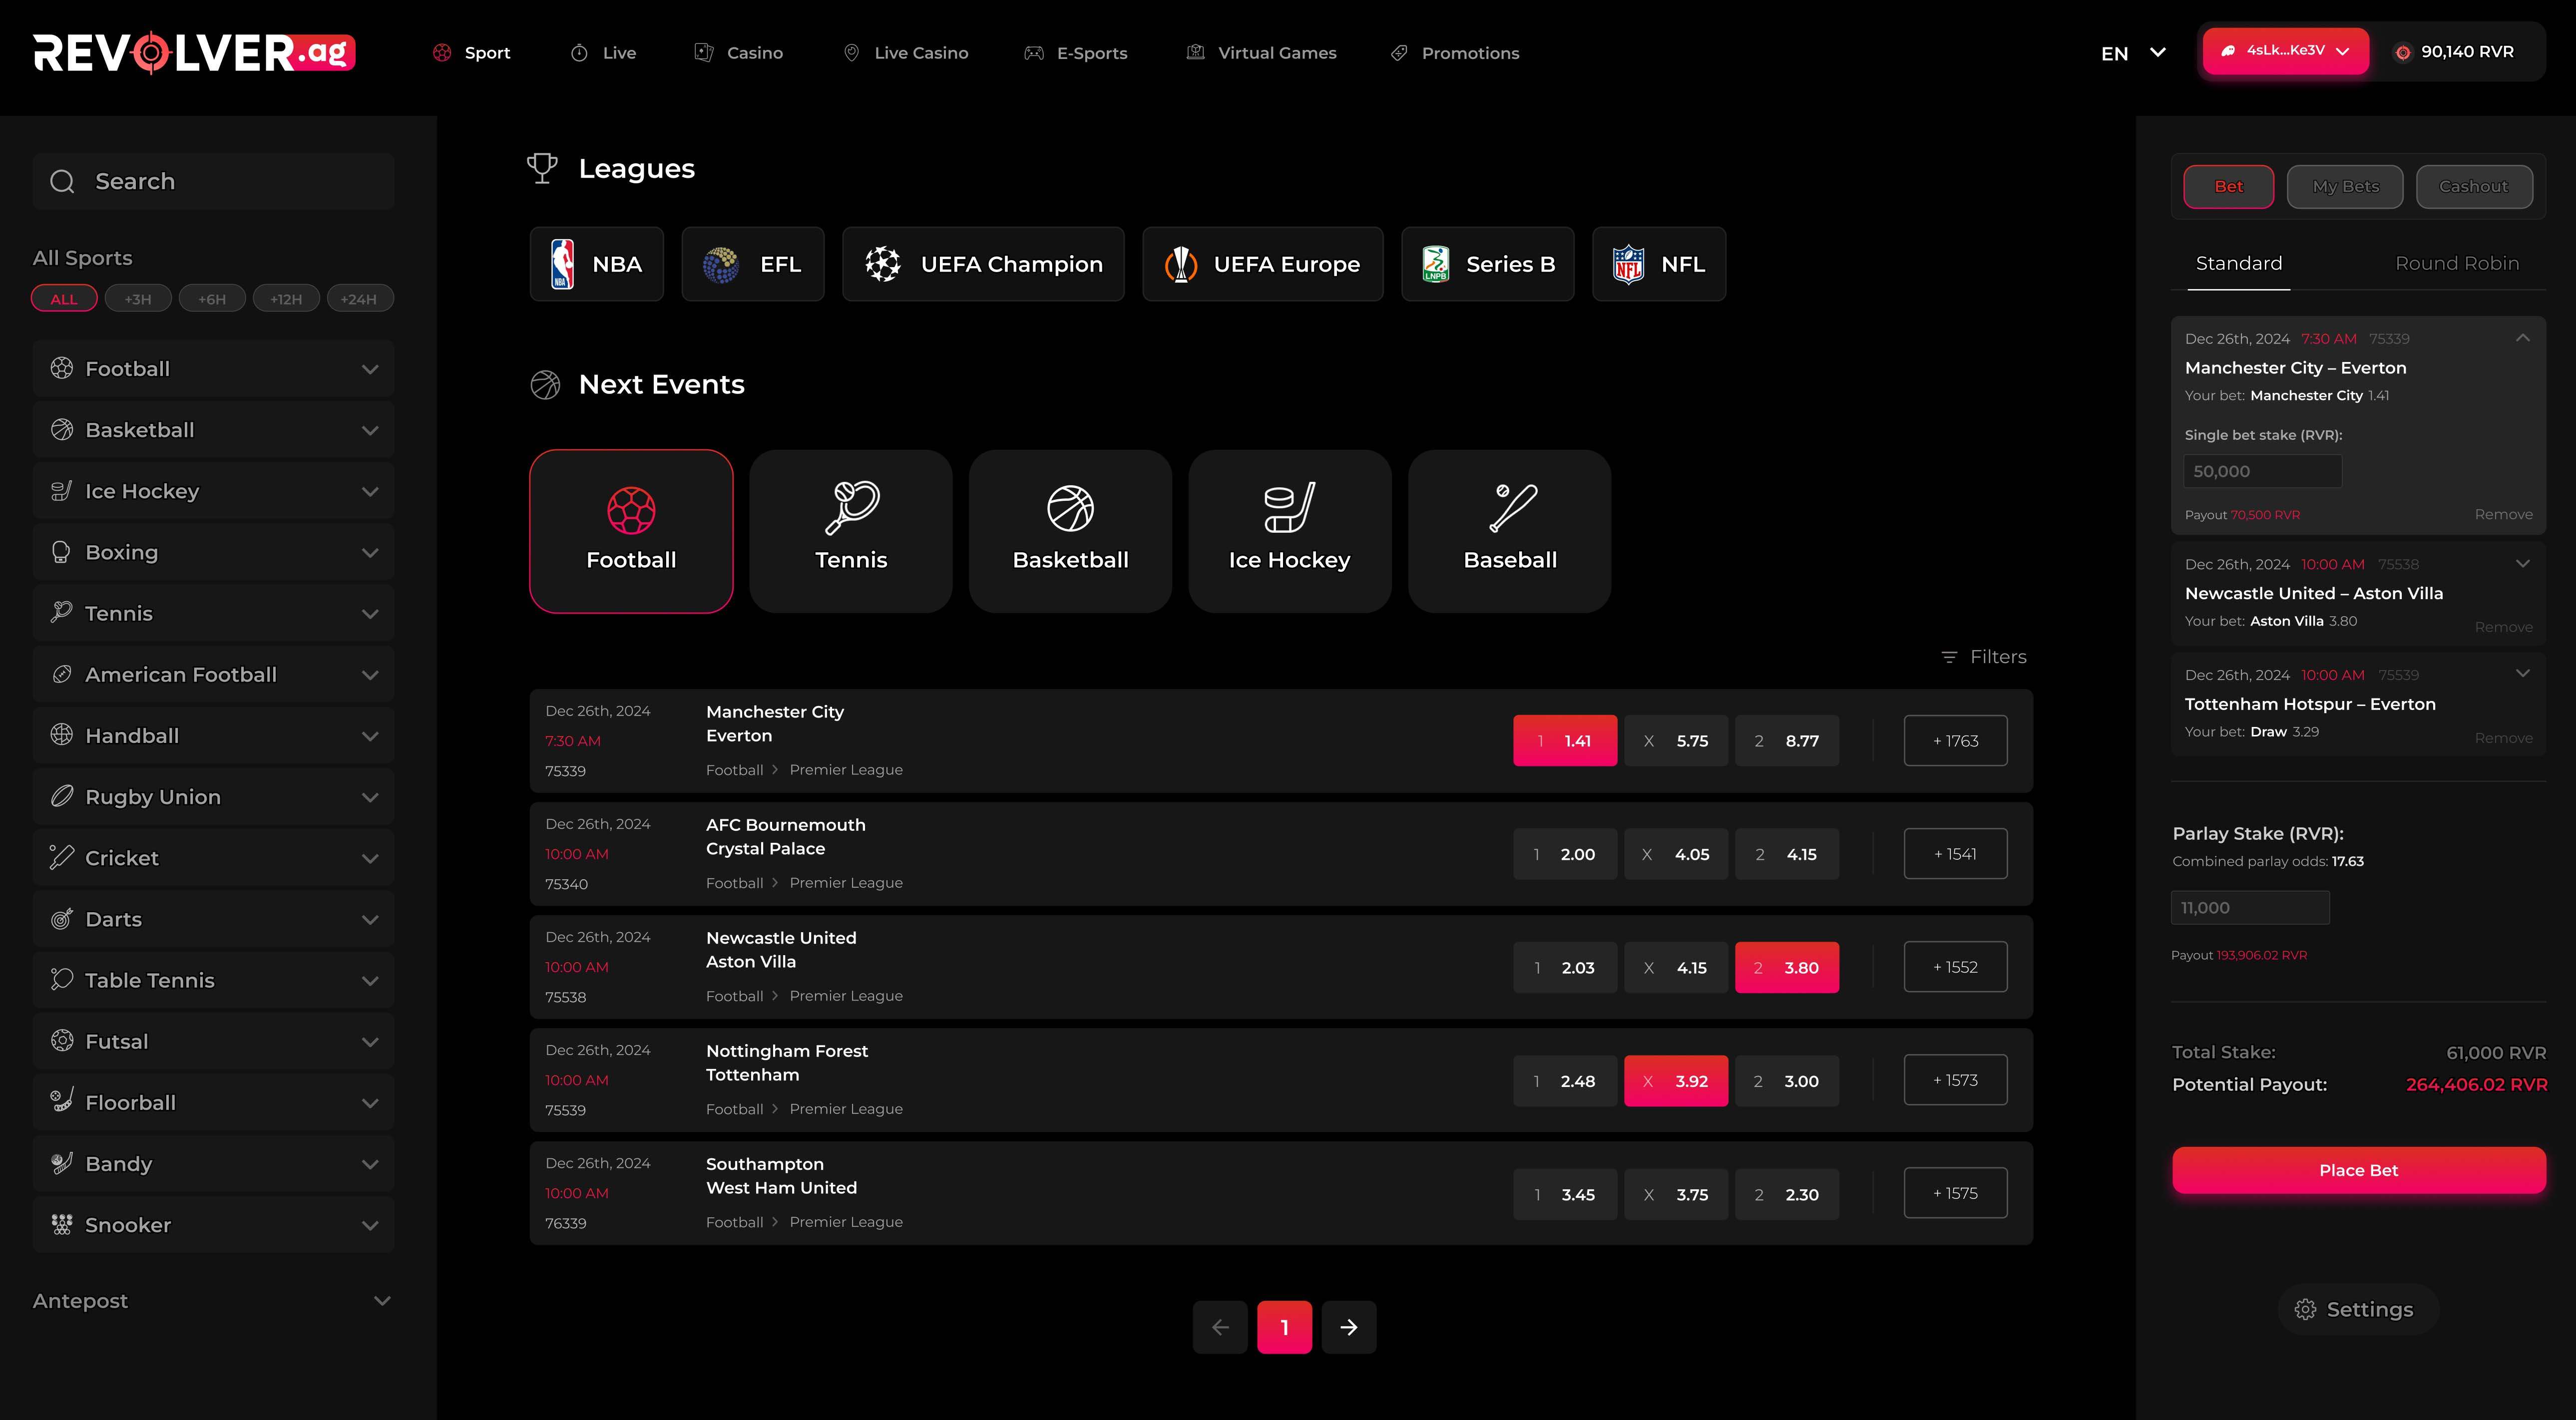 REVOLVER.ag
Sport
Live
Casino
Live Casino
E-Sports
Virtual Games
Promotions
EN
4sLk...Ke3V
90,140 RVR
Search
All Sports
ALL
+3H
+6H
+12H
+24H
Football
Basketball
Ice Hockey
Boxing
Tennis
American Football
Handball
Rugby Union
Cricket
Darts
Table Tennis
Futsal
Floorball
Bandy
Snooker
Antepost
Leagues
NBA
NBA
EFL
UEFA Champion
UEFA Europe
LNPB
Series B
NFL
NFL
Next Events
Football
Tennis
Basketball
Ice Hockey
Baseball
Filters
Dec 26th, 2024
7:30 AM
75339
Manchester City
Everton
Football > Premier League
1 1.41
X 5.75
2 8.77
+ 1763
Dec 26th, 2024
10:00 AM
75340
AFC Bournemouth
Crystal Palace
Football > Premier League
1 2.00
X 4.05
2 4.15
+ 1541
Dec 26th, 2024
10:00 AM
75538
Newcastle United
Aston Villa
Football > Premier League
1 2.03
X 4.15
2 3.80
+ 1552
Dec 26th, 2024
10:00 AM
75539
Nottingham Forest
Tottenham
Football > Premier League
1 2.48
X 3.92
2 3.00
+ 1573
Dec 26th, 2024
10:00 AM
76339
Southampton
West Ham United
Football > Premier League
1 3.45
X 3.75
2 2.30
+ 1575
1
Bet
My Bets
Cashout
Standard
Round Robin
Dec 26th, 2024 7:30 AM 75339
Manchester City – Everton
Your bet: Manchester City 1.41
Single bet stake (RVR):
50,000
Payout 70,500 RVR
Remove
Dec 26th, 2024 10:00 AM 75538
Newcastle United – Aston Villa
Your bet: Aston Villa 3.80
Remove
Dec 26th, 2024 10:00 AM 75539
Tottenham Hotspur – Everton
Your bet: Draw 3.29
Remove
Parlay Stake (RVR):
Combined parlay odds: 17.63
11,000
Payout 193,906.02 RVR
Total Stake: 61,000 RVR
Potential Payout: 264,406.02 RVR
Place Bet
Settings